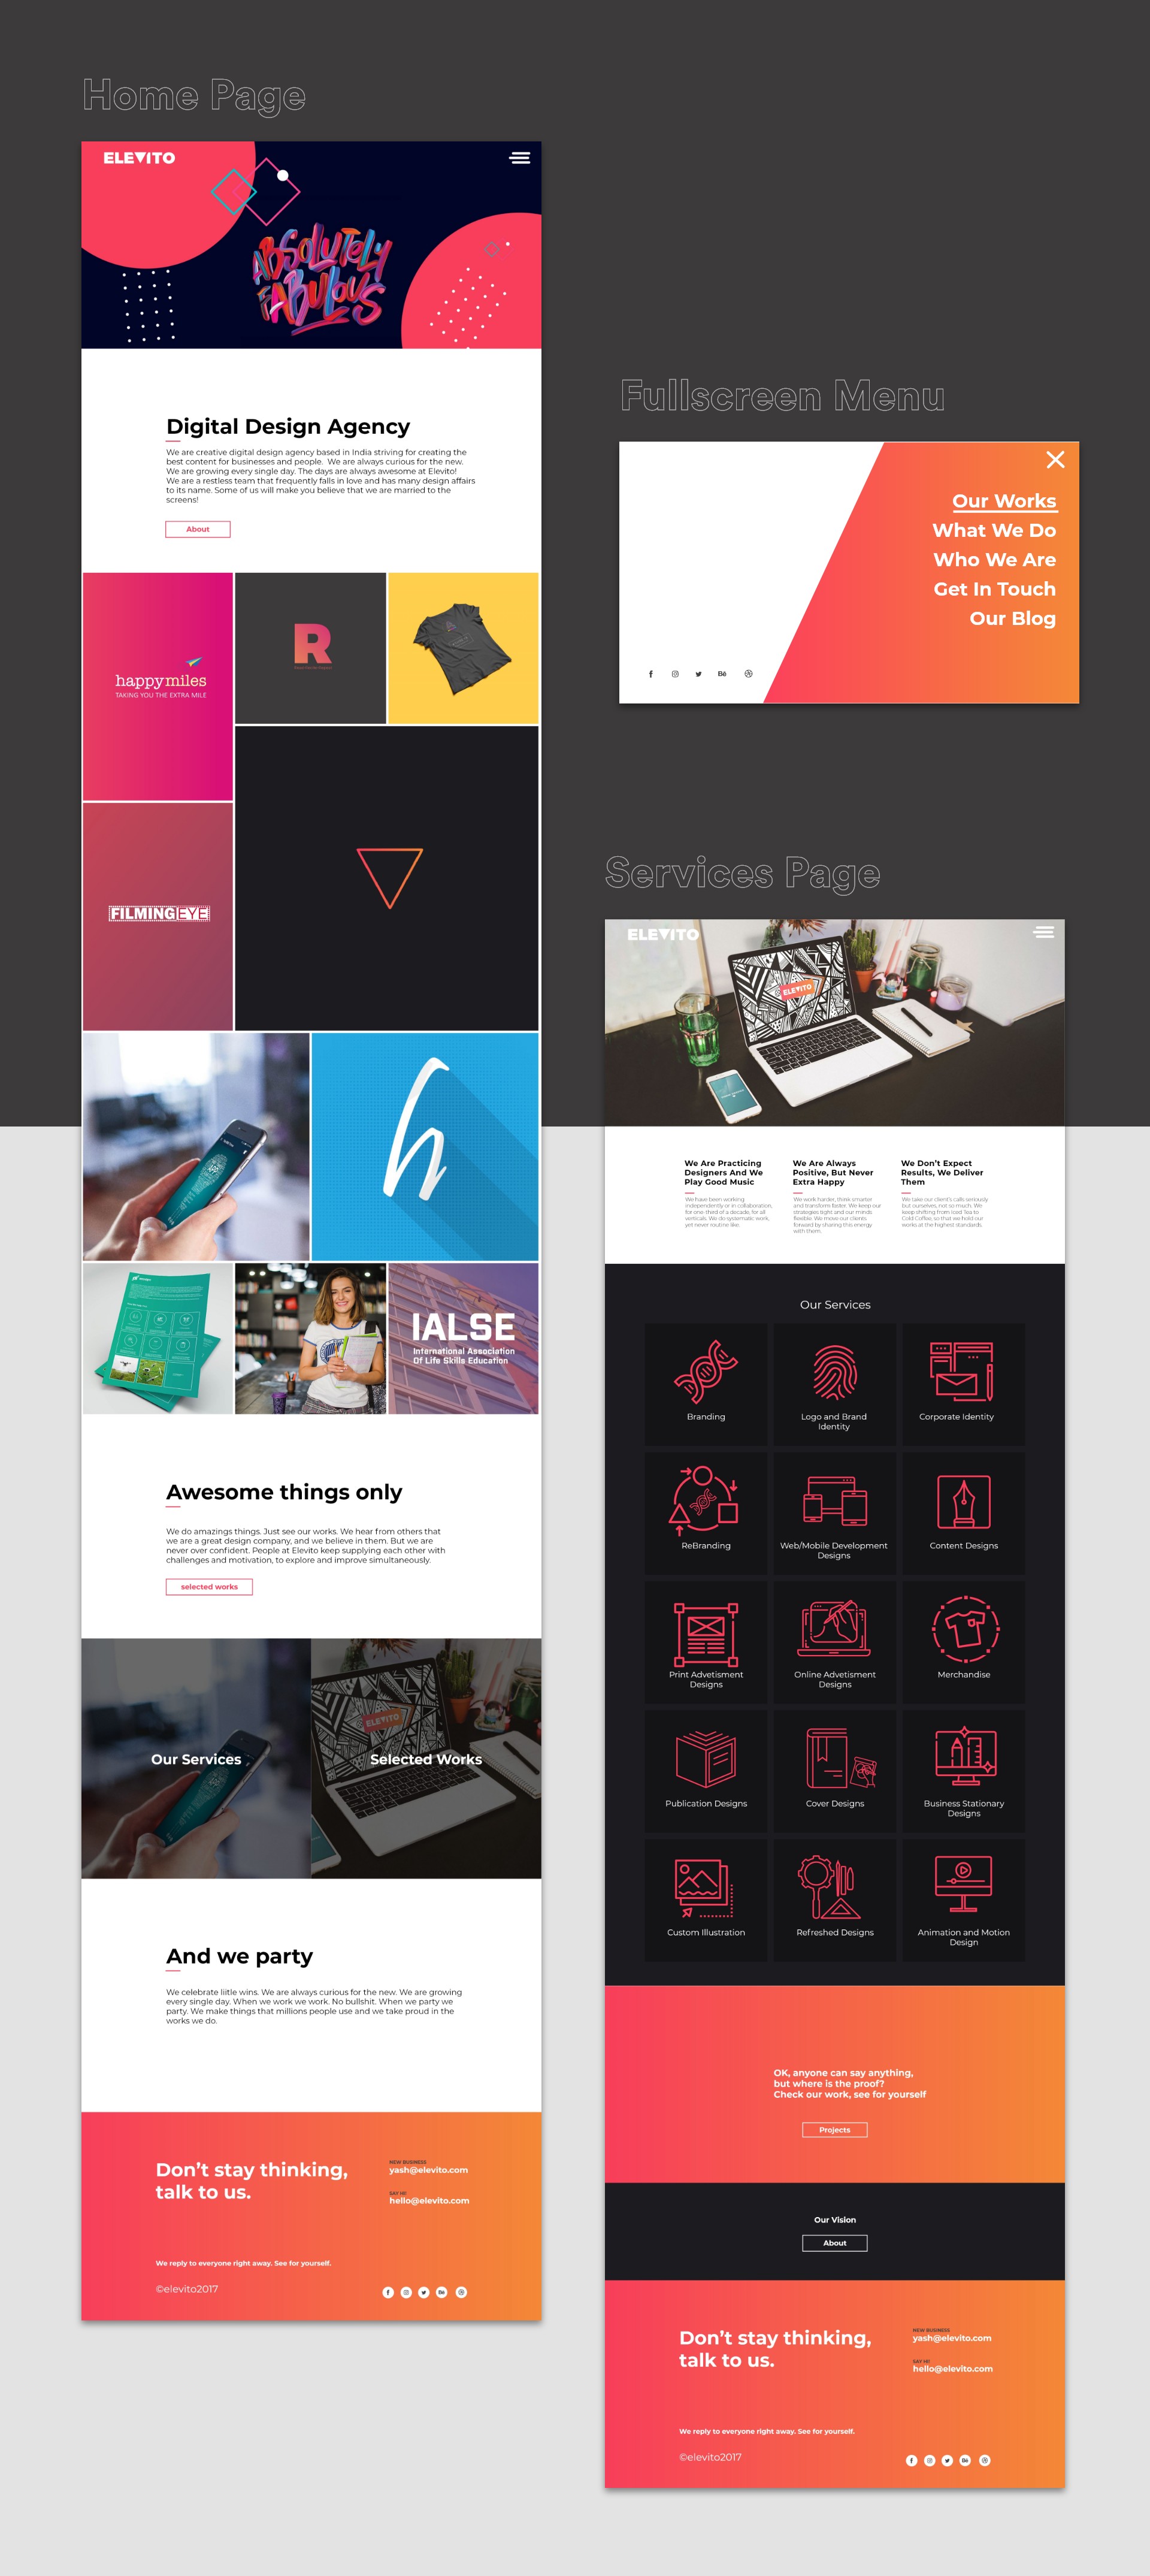 Home Page
ELEVITO
ABSOLUTELY
FABULOUS
Digital Design Agency
We are creative digital design agency based in India striving for creating the
best content for businesses and people. We are always curious for the new.
We are growing every single day. The days are always awesome at Elevito!
We are a restless team that frequently falls in love and has many design affairs
to its name. Some of us will make you believe that we are married to the
screens!
About
happymiles
TAKING YOU THE EXTRA MILE
R
FILMINGEYE
h
IALSE
International Association
Of Life Skills Education
Awesome things only
We do amazings things. Just see our works. We hear from others that
we are a great design company, and we believe in them. But we are
never over confident. People at Elevito keep supplying each other with
challenges and motivation, to explore and improve simultaneously.
selected works
Our Services
Selected Works
And we party
We celebrate liitle wins. We are always curious for the new. We are growing
every single day. When we work we work. No bullshit. When we party we
party. We make things that millions people use and we take proud in the
works we do.
Don't stay thinking,
talk to us.
NEW BUSINESS
yash@elevito.com
SAY HI!
hello@elevito.com
We reply to everyone right away. See for yourself.
©elevito2017
Fullscreen Menu
Our Works
What We Do
Who We Are
Get In Touch
Our Blog
Bē
Services Page
ELEVITO
ELEVITO
We Are Practicing
Designers And We
Play Good Music
We have been working
independently or in collaboration,
for one-third of a decade, for all
verticals. We do systematic work,
yet never routine like.
We Are Always
Positive, But Never
Extra Happy
We work harder, think smarter
and transform faster. We keep our
strategies tight and our minds
flexible. We move our clients
forward by sharing this energy
with them.
We Don't Expect
Results, We Deliver
Them
We take our client's calls seriously
but ourselves, not so much. We
keep shifting from Iced Tea to
Cold Coffee, so that we hold our
works at the highest standards.
Our Services
Branding
Logo and Brand
Identity
Corporate Identity
ReBranding
Web/Mobile Development
Designs
Content Designs
Print Advetisment
Designs
Online Advetisment
Designs
Merchandise
Publication Designs
Cover Designs
Business Stationary
Designs
Custom Illustration
Refreshed Designs
Animation and Motion
Design
OK, anyone can say anything,
but where is the proof?
Check our work, see for yourself
Projects
Our Vision
About
Don't stay thinking,
talk to us.
NEW BUSINESS
yash@elevito.com
SAY HI!
hello@elevito.com
We reply to everyone right away. See for yourself.
©elevito2017